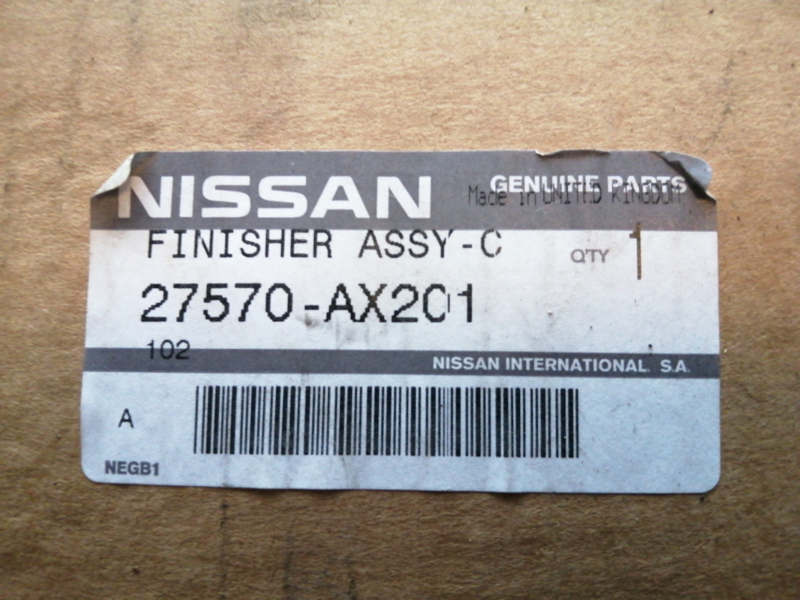 NISSAN GENUINE PARTS
Made in UNITED KINGDOM
FINISHER ASSY-C Q'TY 1
27570-AX201
102
NISSAN INTERNATIONAL S.A.
A
NEGB1